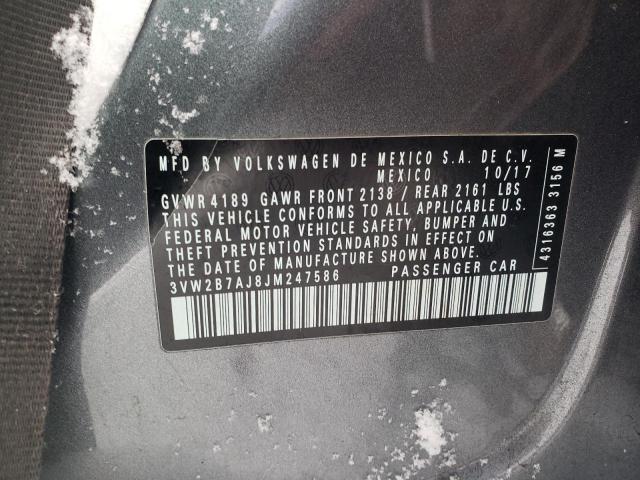 MFD BY VOLKSWAGEN DE MEXICO S.A. DE C.V.
MEXICO 10/17
GVWR 4189 GAWR FRONT 2138 / REAR 2161 LBS
THIS VEHICLE CONFORMS TO ALL APPLICABLE U.S.
FEDERAL MOTOR VEHICLE SAFETY, BUMPER AND
THEFT PREVENTION STANDARDS IN EFFECT ON
THE DATE OF MANUFACTURE SHOWN ABOVE.
3VW2B7AJ8JM247586 PASSENGER CAR
4316363 3156 M